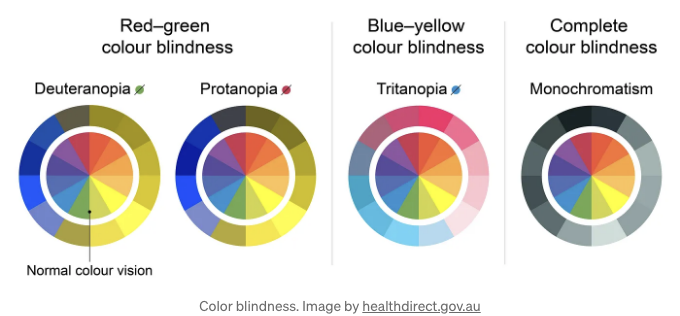 Red–green
colour blindness
Blue–yellow
colour blindness
Complete
colour blindness
Deuteranopia
Protanopia
Tritanopia
Monochromatism
Normal colour vision
Color blindness. Image by healthdirect.gov.au